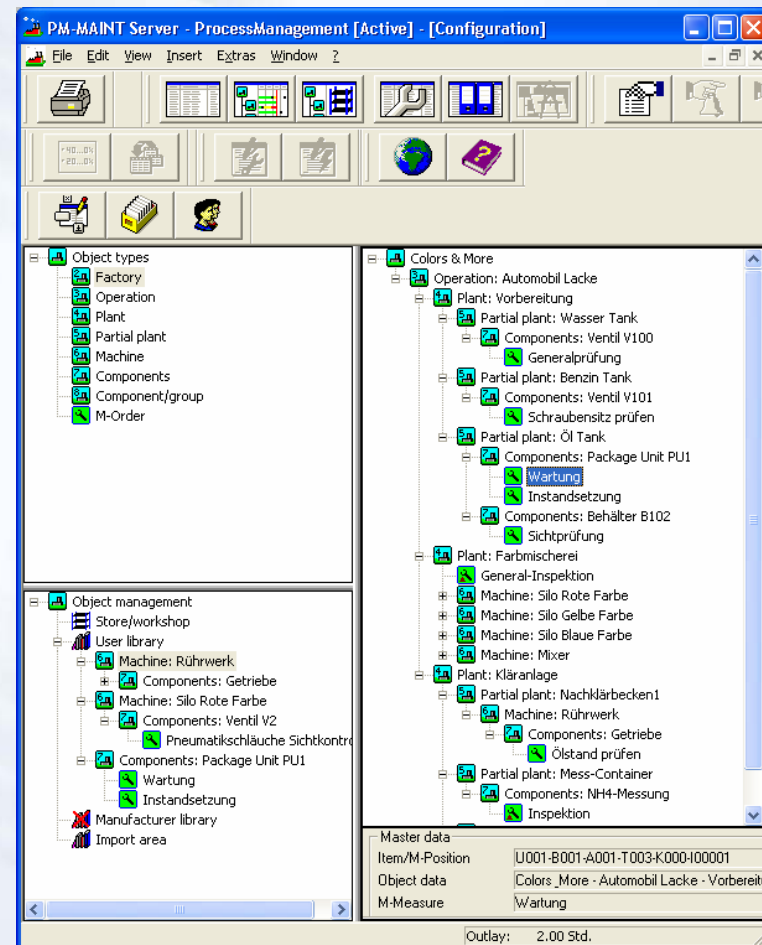 PM-MAINT Server - ProcessManagement [Active] - [Configuration]
File Edit View Insert Extras Window ?
Object types
Factory
Operation
Plant
Partial plant
Machine
Components
Component/group
M-Order
Object management
Store/workshop
User library
Machine: Rührwerk
Components: Getriebe
Machine: Silo Rote Farbe
Components: Ventil V2
Pneumatikschläuche Sichtkontro
Components: Package Unit PU1
Wartung
Instandsetzung
Manufacturer library
Import area
Colors & More
Operation: Automobil Lacke
Plant: Vorbereitung
Partial plant: Wasser Tank
Components: Ventil V100
Generalprüfung
Partial plant: Benzin Tank
Components: Ventil V101
Schraubensitz prüfen
Partial plant: Öl Tank
Components: Package Unit PU1
Wartung
Instandsetzung
Components: Behälter B102
Sichtprüfung
Plant: Farbmischerei
General-Inspektion
Machine: Silo Rote Farbe
Machine: Silo Gelbe Farbe
Machine: Silo Blaue Farbe
Machine: Mixer
Plant: Kläranlage
Partial plant: Nachklärbecken1
Machine: Rührwerk
Components: Getriebe
Ölstand prüfen
Partial plant: Mess-Container
Components: NH4-Messung
Inspektion
Master data
Item/M-Position U001-B001-A001-T003-K000-I00001
Object data Colors _More - Automobil Lacke - Vorbereitu
M-Measure Wartung
Outlay: 2.00 Std.